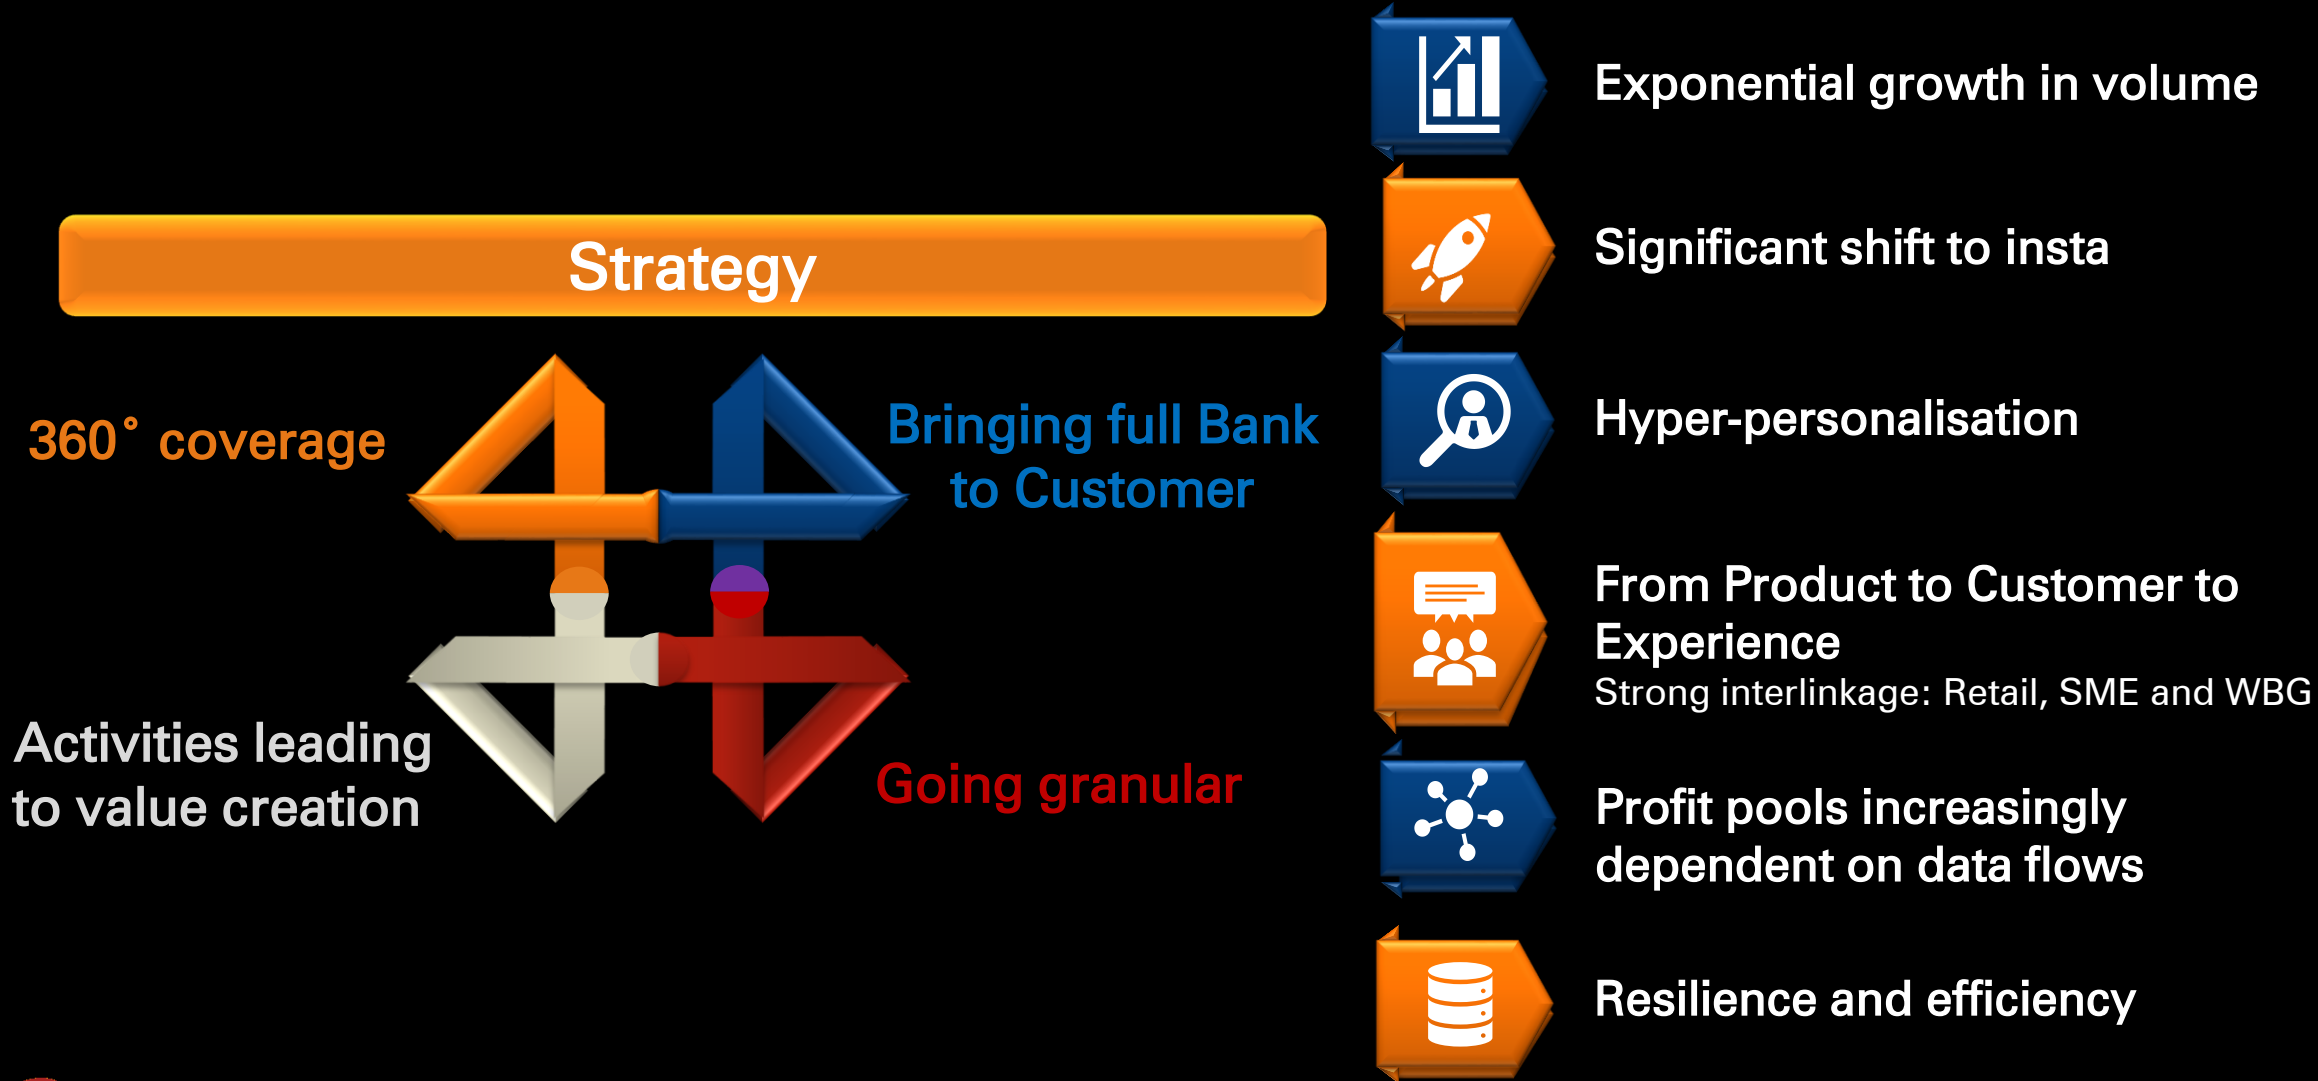 Strategy
360° coverage
Bringing full Bank
to Customer
Activities leading
to value creation
Going granular
Exponential growth in volume
Significant shift to insta
Hyper-personalisation
From Product to Customer to
Experience
Strong interlinkage: Retail, SME and WBG
Profit pools increasingly
dependent on data flows
Resilience and efficiency